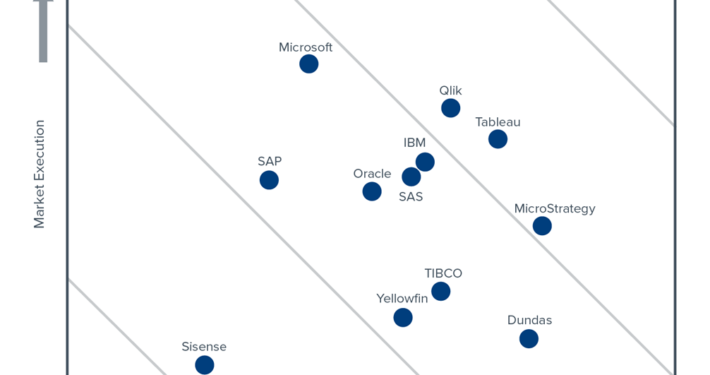 Market Execution
Microsoft
Qlik
Tableau
IBM
SAP
Oracle
SAS
MicroStrategy
TIBCO
Yellowfin
Dundas
Sisense